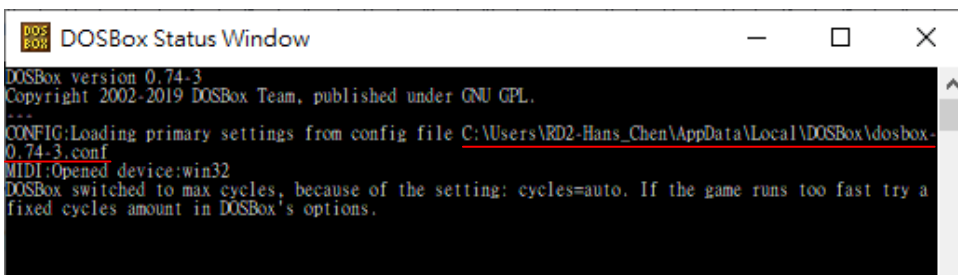 DOS BOX DOSBox Status Window
DOSBox version 0.74-3
Copyright 2002-2019 DOSBox Team, published under GNU GPL.
---
CONFIG:Loading primary settings from config file C:\Users\RD2-Hans_Chen\AppData\Local\DOSBox\dosbox-
0.74-3.conf
MIDI:Opened device:win32
DOSBox switched to max cycles, because of the setting: cycles=auto. If the game runs too fast try a
fixed cycles amount in DOSBox's options.